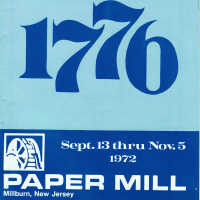 1776
Sept. 13 thru Nov. 5
1972
PAPER MILL
Millburn, New Jersey